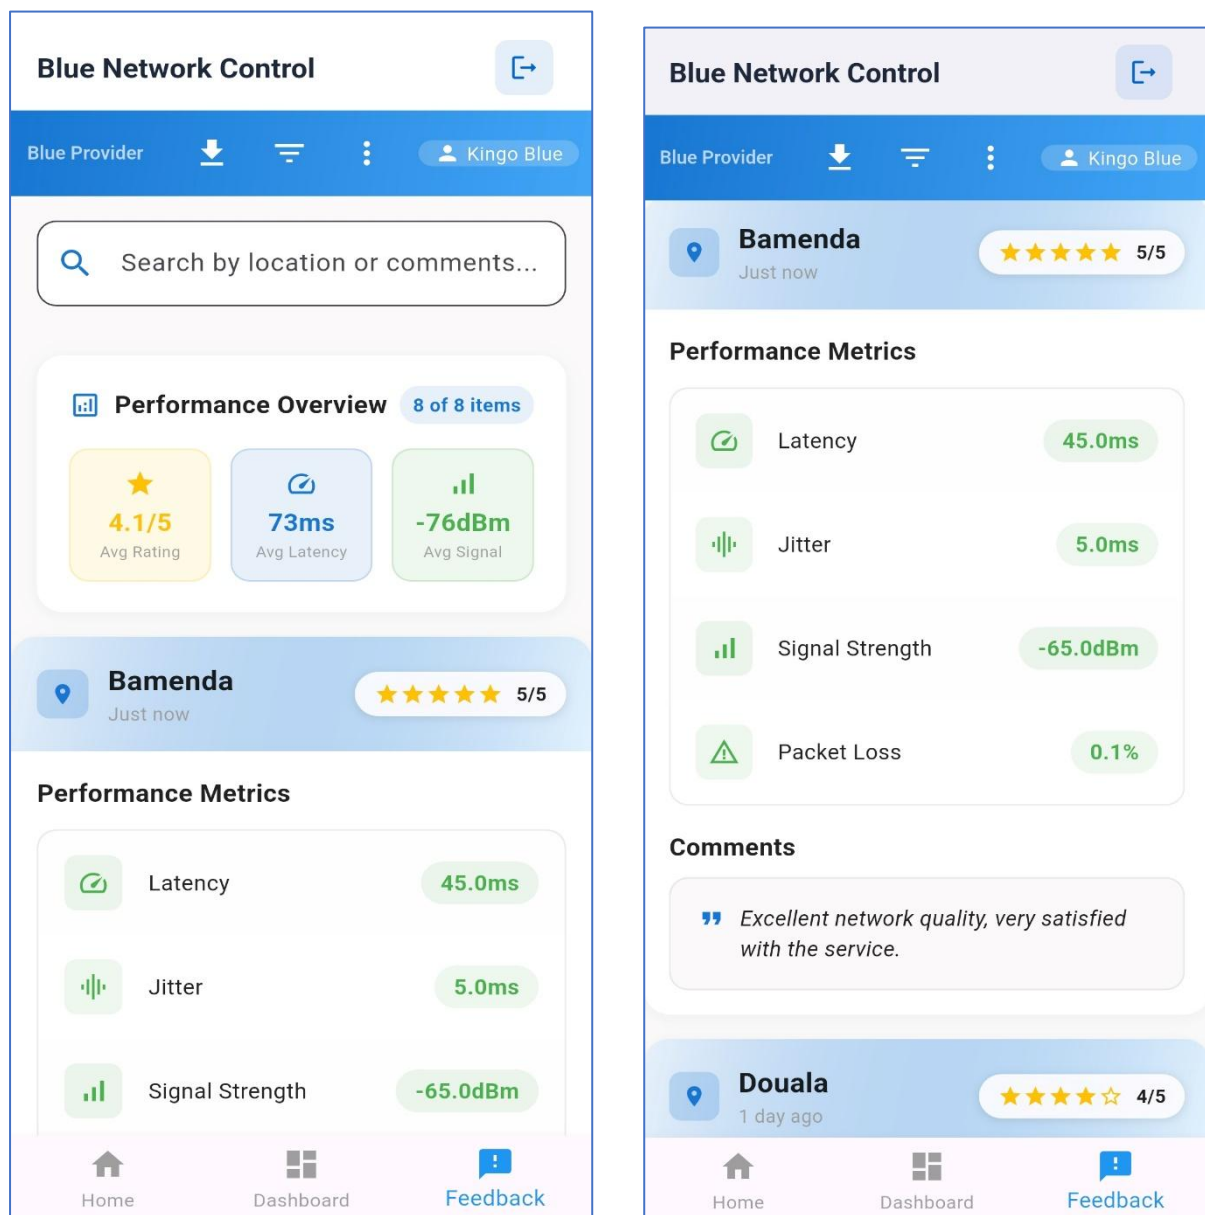 Blue Network Control
Blue Provider
Kingo Blue
Search by location or comments...
Performance Overview
8 of 8 items
4.1/5
Avg Rating
73ms
Avg Latency
-76dBm
Avg Signal
Bamenda
Just now
5/5
Performance Metrics
Latency
45.0ms
Jitter
5.0ms
Signal Strength
-65.0dBm
Home
Dashboard
Feedback
Blue Network Control
Blue Provider
Kingo Blue
Bamenda
Just now
5/5
Performance Metrics
Latency
45.0ms
Jitter
5.0ms
Signal Strength
-65.0dBm
Packet Loss
0.1%
Comments
Excellent network quality, very satisfied
with the service.
Douala
1 day ago
4/5
Home
Dashboard
Feedback